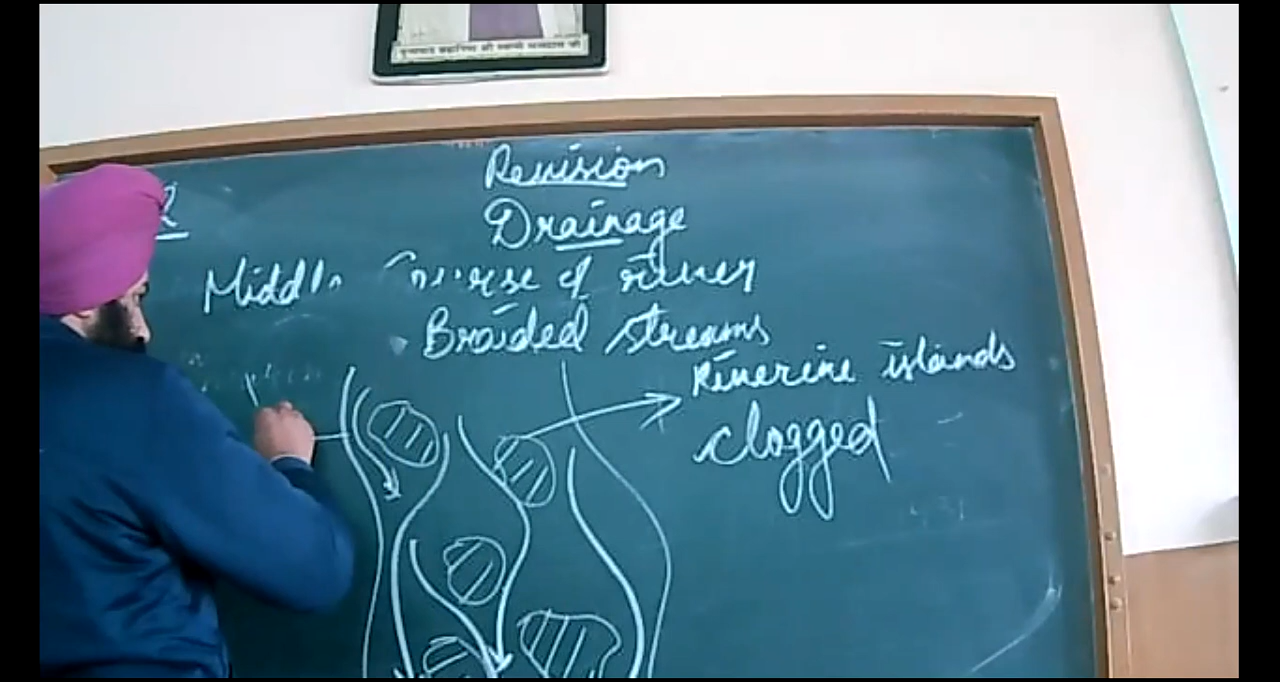 Revision
Drainage
Middle Course of river
Braided streams
Riverine islands
clogged